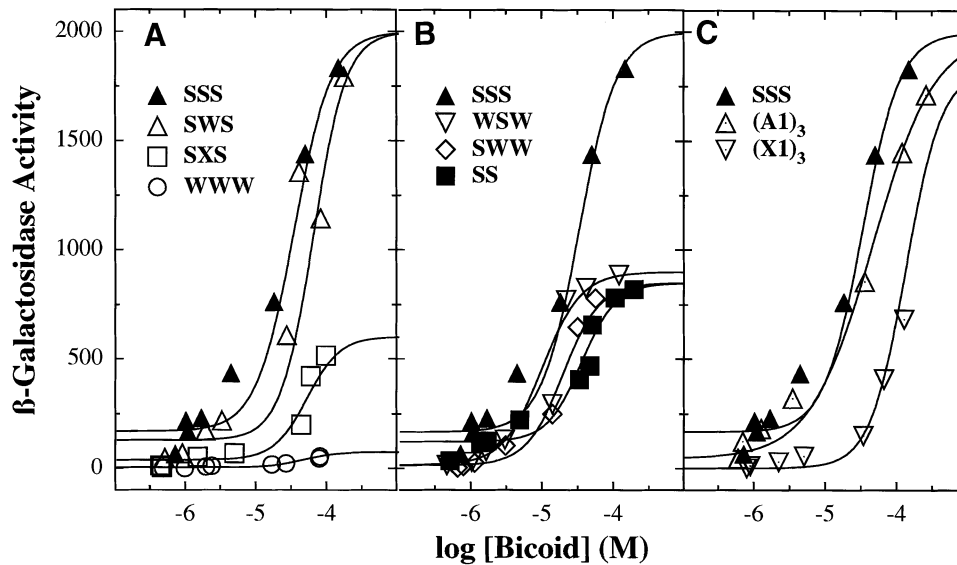 A
B
C
2000
1500
1000
500
0
SSS
SWS
SXS
WWW
SSS
WSW
SWW
SS
SSS
(A1)3
(X1)3
-6 -5 -4 -6 -5 -4 -6 -5 -4
ß-Galactosidase Activity
log [Bicoid] (M)